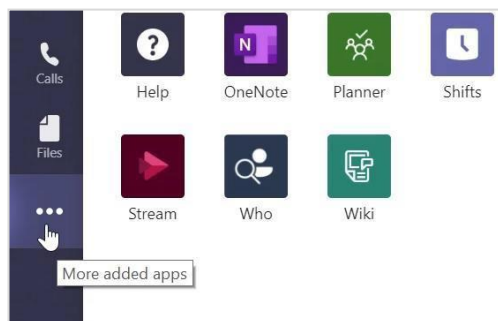 Calls
Files
More added apps
?
N
Help
OneNote
Planner
Shifts
Stream
Who
Wiki